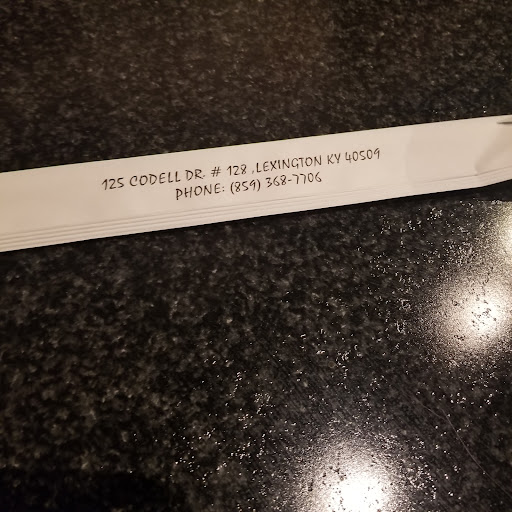 125 CODELL DR. # 128 ,LEXINGTON KY 40509
PHONE: (859) 368-7706